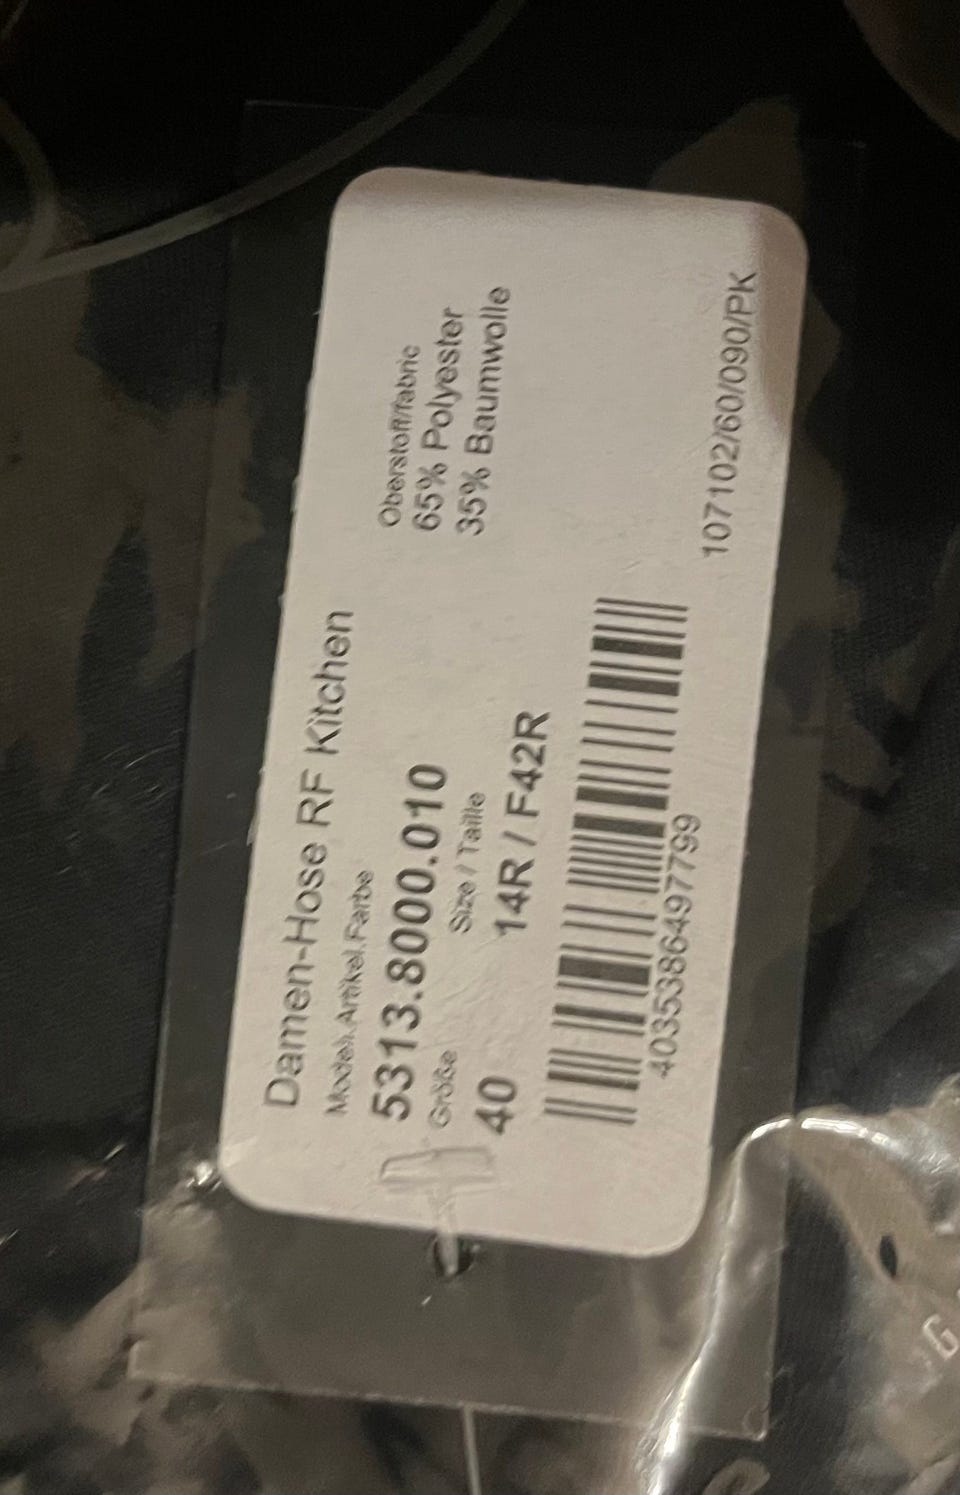 Damen-Hose RF Kitchen
Modell.Artikel.Farbe
5313.8000.010
Größe
Size / Taille
40
14R / F42R
4035386497799
Oberstoff/fabric
65% Polyester
35% Baumwolle
107102/60/090/PK
G